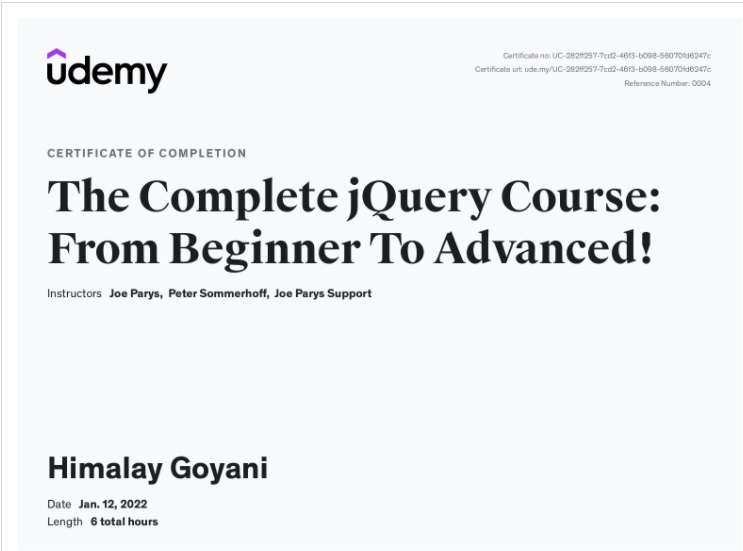 udemy
Certificate no: UC-282ff257-7cd2-46f3-b098-56070fd6247c
Certificate url: ude.my/UC-282ff257-7cd2-46f3-b098-56070fd6247c
Reference Number: 0004
CERTIFICATE OF COMPLETION
The Complete jQuery Course:
From Beginner To Advanced!
Instructors Joe Parys, Peter Sommerhoff, Joe Parys Support
Himalay Goyani
Date Jan. 12, 2022
Length 6 total hours